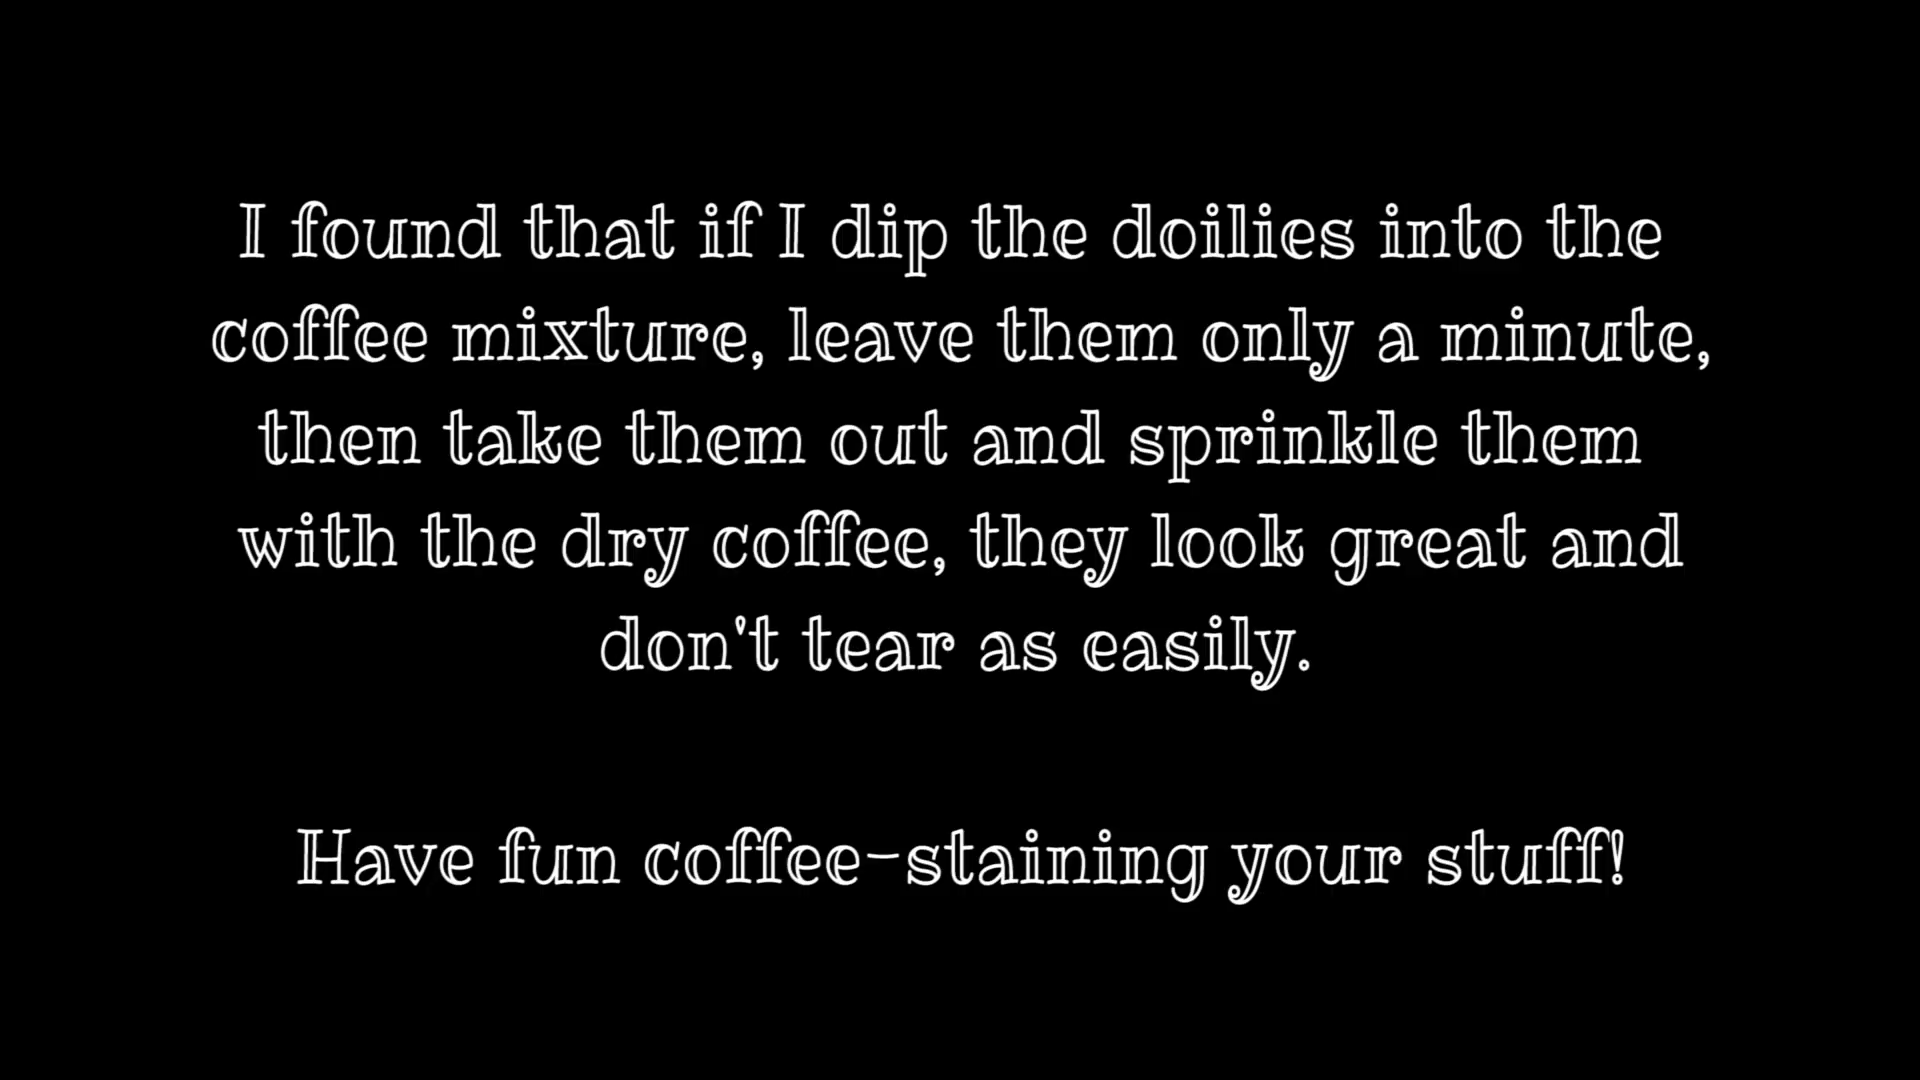 I found that if I dip the doilies into the
coffee mixture, leave them only a minute,
then take them out and sprinkle them
with the dry coffee, they look great and
don't tear as easily.
Have fun coffee-staining your stuff!